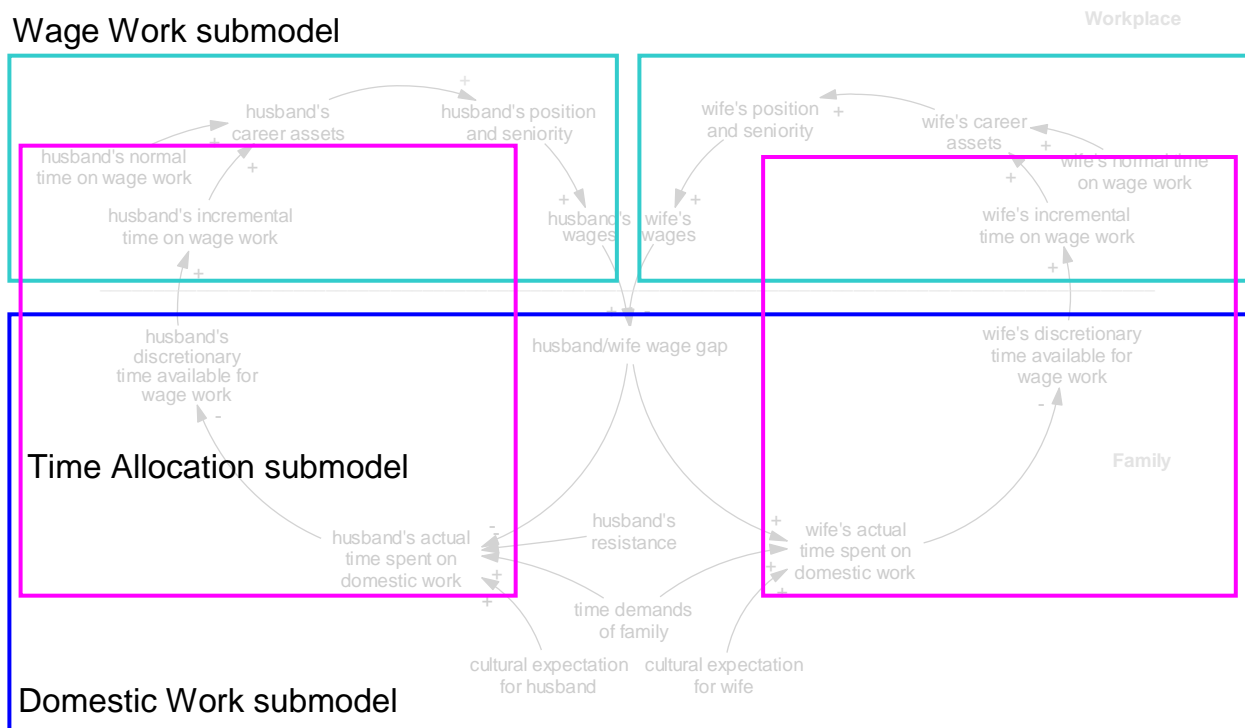 Wage Work submodel
Workplace
+
husband's
career assets
husband's position
and seniority
wife's position
and seniority
+
wife's career
assets
husband's normal
time on wage work
+
+
+
wife's normal time
on wage work
+
husband's incremental
time on wage work
+
husband's
wages
wife's
wages
+
wife's incremental
time on wage work
+
+
+
-
husband's
discretionary
time available for
wage work
husband/wife wage gap
wife's discretionary
time available for
wage work
-
-
Time Allocation submodel
Family
husband's actual
time spent on
domestic work
-
-
+
+
husband's
resistance
+
+
+
wife's actual
time spent on
domestic work
time demands
of family
cultural expectation
for husband
cultural expectation
for wife
Domestic Work submodel